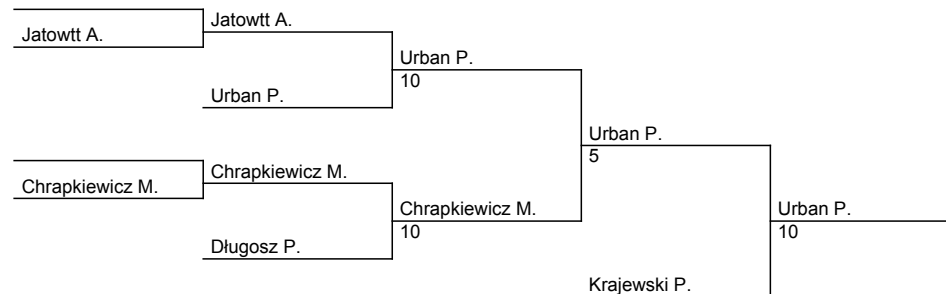 Jatowtt A.
Jatowtt A.
Urban P.
10
Urban P.
Urban P.
5
Chrapkiewicz M.
Chrapkiewicz M.
Chrapkiewicz M.
10
Urban P.
10
Długosz P.
Krajewski P.